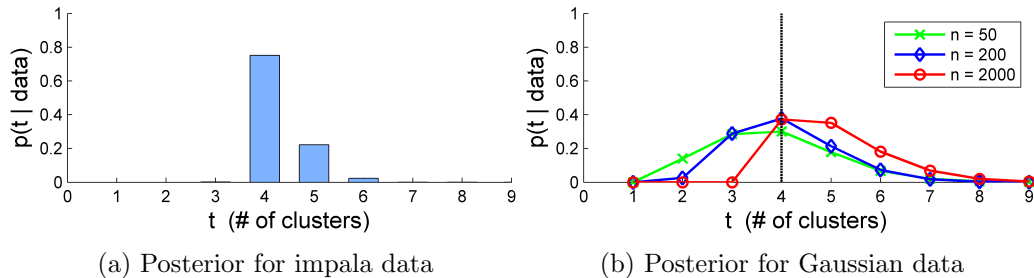 1
0.8
0.6
0.4
0.2
0
p(t | data)
0 1 2 3 4 5 6 7 8 9
t (# of clusters)
(a) Posterior for impala data
1
0.8
0.6
0.4
0.2
0
p(t | data)
n = 50
n = 200
n = 2000
0 1 2 3 4 5 6 7 8 9
t (# of clusters)
(b) Posterior for Gaussian data